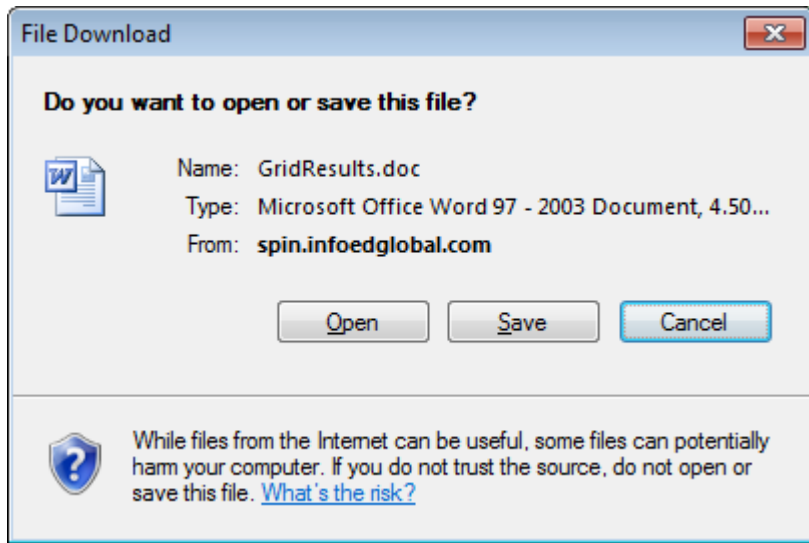 File Download
Do you want to open or save this file?
Name: GridResults.doc
Type: Microsoft Office Word 97 - 2003 Document, 4.50...
From: spin.infoedglobal.com
Open Save Cancel
While files from the Internet can be useful, some files can potentially
harm your computer. If you do not trust the source, do not open or
save this file. What's the risk?